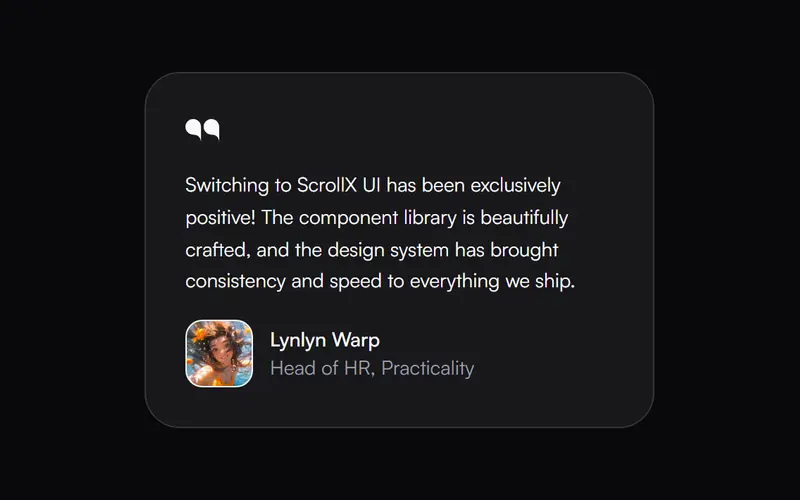 Switching to ScrollX UI has been exclusively
positive! The component library is beautifully
crafted, and the design system has brought
consistency and speed to everything we ship.
Lynlyn Warp
Head of HR, Practicality